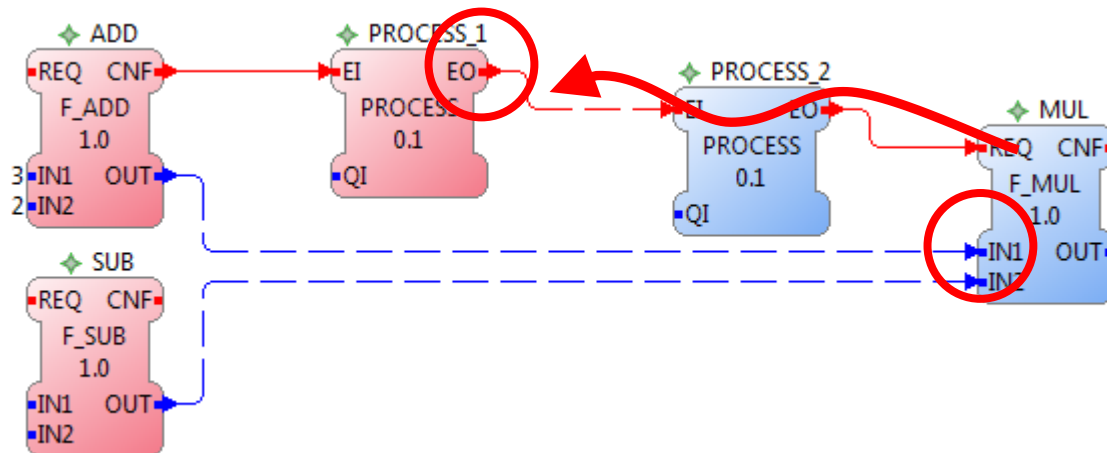 ADD
REQ CNF
F_ADD
1.0
3 IN1 OUT
2 IN2
PROCESS_1
EI EO
PROCESS
0.1
QI
PROCESS_2
EI EO
PROCESS
0.1
QI
MUL
REQ CNF
F_MUL
1.0
IN1 OUT
IN2
SUB
REQ CNF
F_SUB
1.0
IN1 OUT
IN2